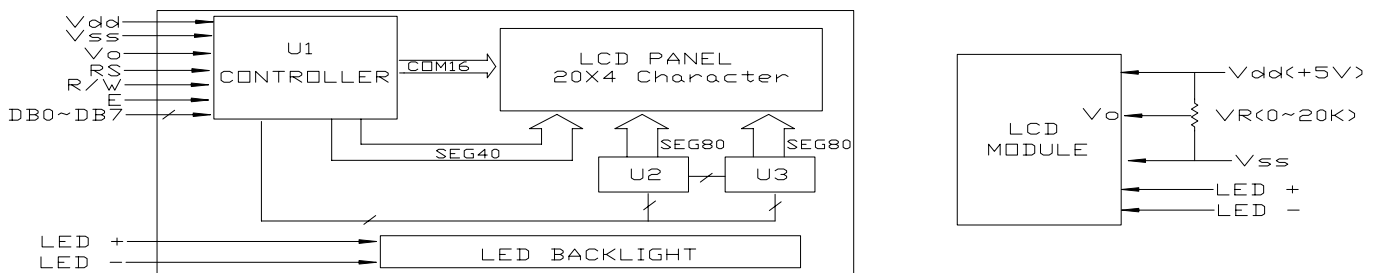 Vdd
Vss
Vo
RS
R/W
E
DB0~DB7
U1
CONTROLLER
COM16
LCD PANEL
20X4 Character
SEG40
SEG80
SEG80
U2
U3
LED +
LED -
LED BACKLIGHT
LCD
MODULE
Vdd(+5V)
Vo
VR(0~20K)
Vss
LED +
LED -